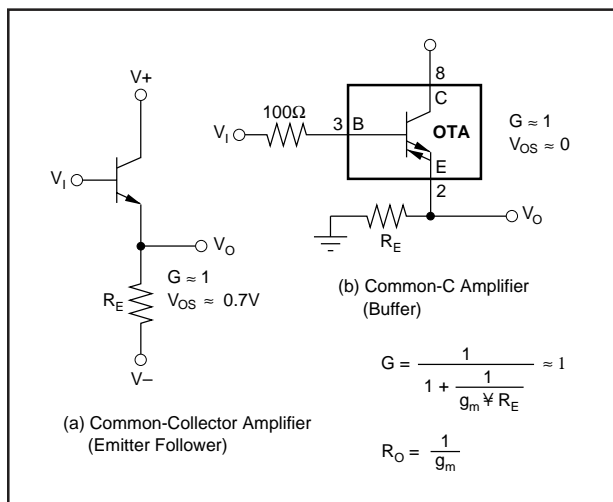 V+
V_I
V_O
R_E
G ≈ 1
V_OS ≈ 0.7V
V–
(a) Common-Collector Amplifier
(Emitter Follower)
8
C
100Ω
V_I
3
B
OTA
E
2
G ≈ 1
V_OS ≈ 0
V_O
R_E
(b) Common-C Amplifier
(Buffer)
G = 1 / (1 + 1 / (g_m ¥ R_E)) ≈ 1
R_O = 1 / g_m